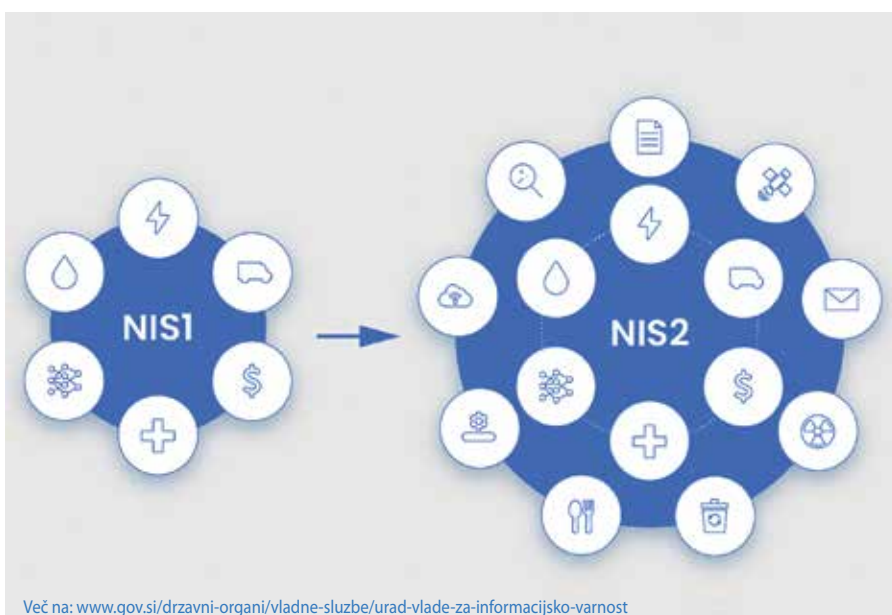 NIS1
NIS2
Več na: www.gov.si/drzavni-organi/vladne-sluzbe/urad-vlade-za-informacijsko-varnost